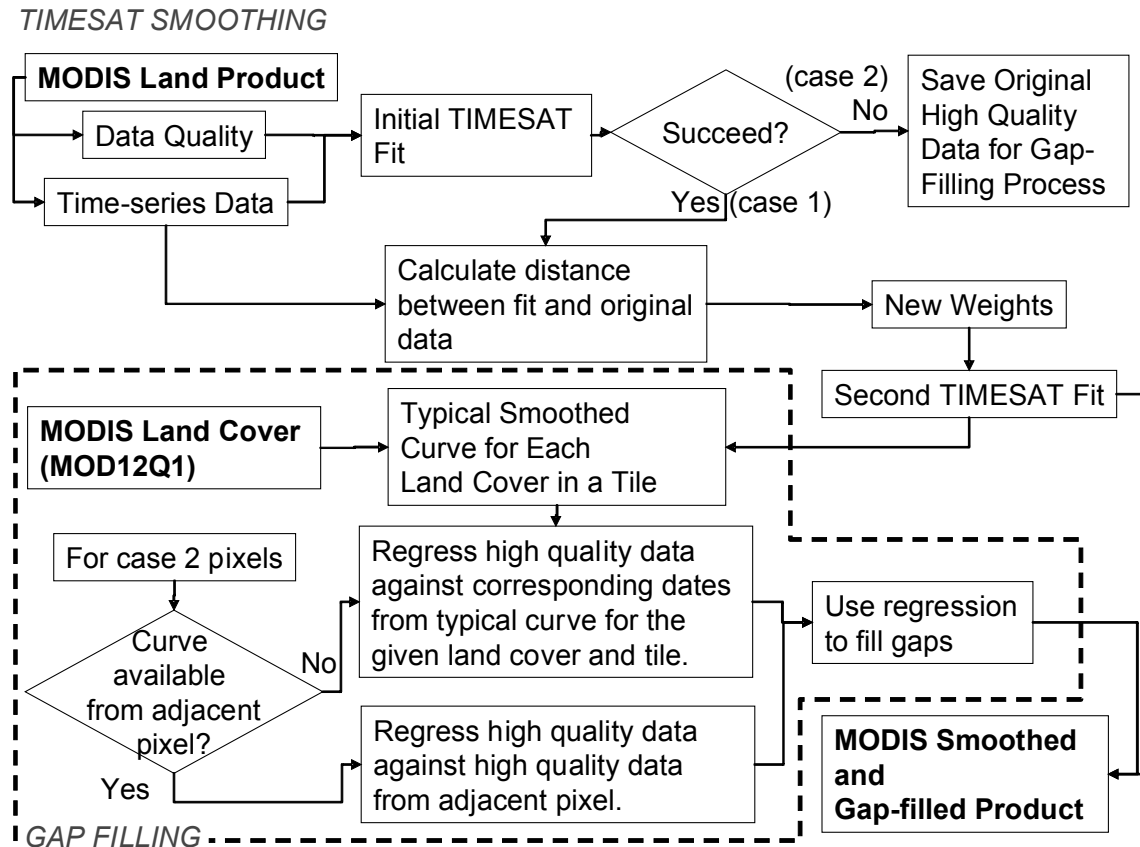 TIMESAT SMOOTHING
MODIS Land Product
Data Quality
Time-series Data
Initial TIMESAT
Fit
Succeed?
(case 2)
No
Save Original
High Quality
Data for Gap-
Filling Process
Yes (case 1)
Calculate distance
between fit and original
data
New Weights
Second TIMESAT Fit
MODIS Land Cover
(MOD12Q1)
Typical Smoothed
Curve for Each
Land Cover in a Tile
For case 2 pixels
Curve
available
from adjacent
pixel?
No
Yes
Regress high quality data
against corresponding dates
from typical curve for the
given land cover and tile.
Regress high quality data
against high quality data
from adjacent pixel.
Use regression
to fill gaps
MODIS Smoothed
and
Gap-filled Product
GAP FILLING